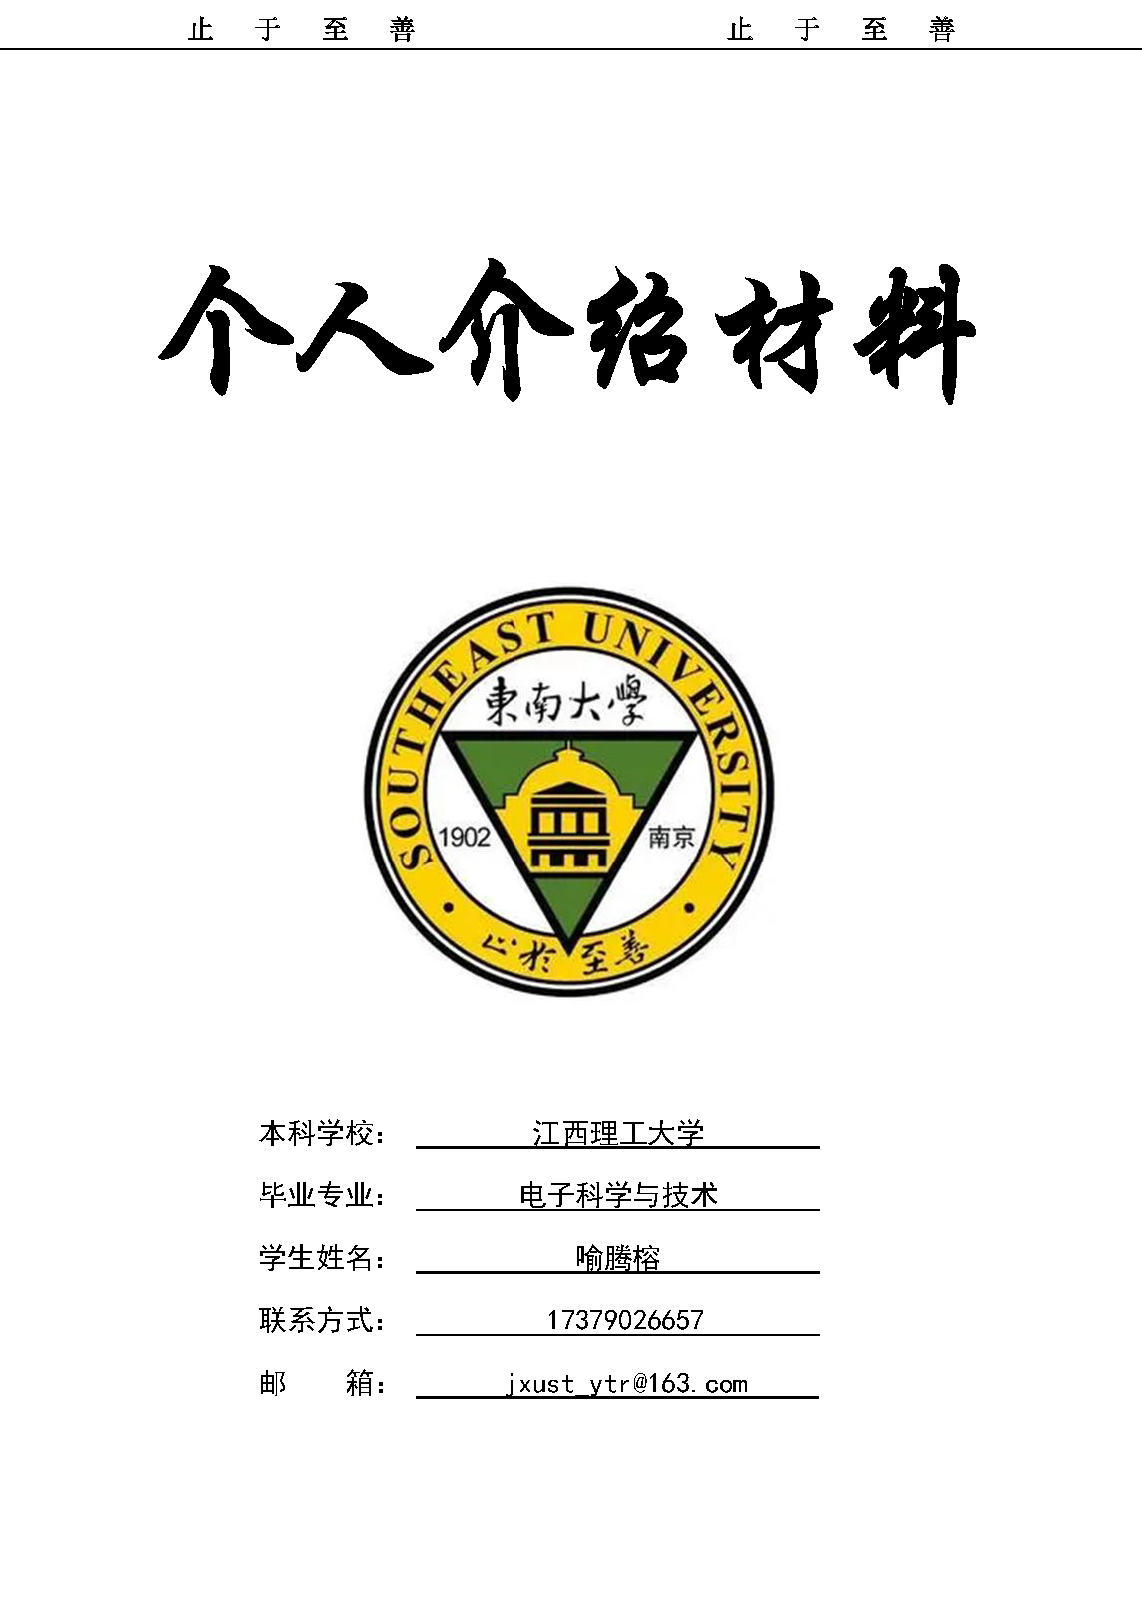 止 于 至 善 止 于 至 善
个人介绍材料
SOUTHEAST UNIVERSITY
東南大學
1902 南京
止於至善
本科学校： 江西理工大学
毕业专业： 电子科学与技术
学生姓名： 喻腾榕
联系方式： 17379026657
邮 箱： jxust_ytr@163.com